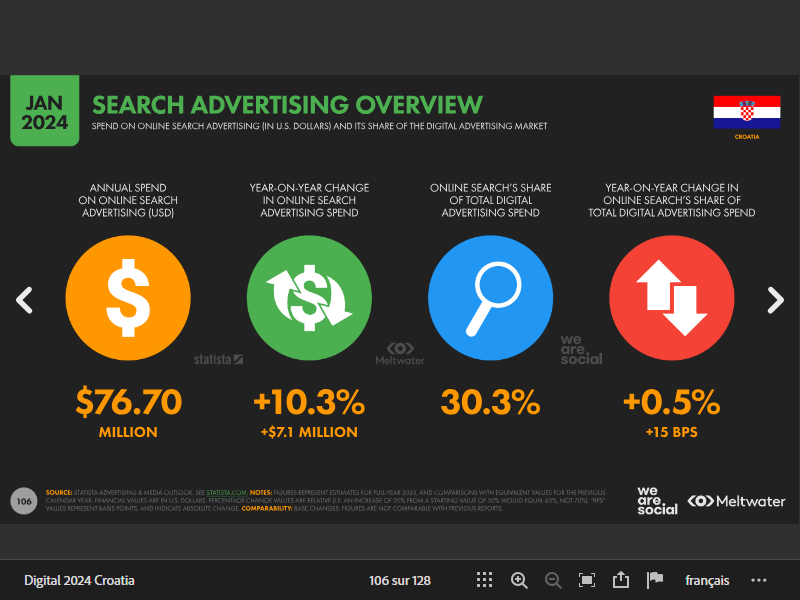 JAN
2024
SEARCH ADVERTISING OVERVIEW
SPEND ON ONLINE SEARCH ADVERTISING (IN U.S. DOLLARS) AND ITS SHARE OF THE DIGITAL ADVERTISING MARKET
CROATIA
ANNUAL SPEND
ON ONLINE SEARCH
ADVERTISING (USD)
YEAR-ON-YEAR CHANGE
IN ONLINE SEARCH
ADVERTISING SPEND
ONLINE SEARCH'S SHARE
OF TOTAL DIGITAL
ADVERTISING SPEND
YEAR-ON-YEAR CHANGE IN
ONLINE SEARCH'S SHARE OF
TOTAL DIGITAL ADVERTISING SPEND
statista
Meltwater
we
are.
social
$76.70
MILLION
+10.3%
+$7.1 MILLION
30.3%
+0.5%
+15 BPS
106
SOURCE: STATISTA ADVERTISING & MEDIA OUTLOOK. SEE STATISTA.COM. NOTES: FIGURES REPRESENT ESTIMATES FOR FULL-YEAR 2023, AND COMPARISONS WITH EQUIVALENT VALUES FOR THE PREVIOUS
CALENDAR YEAR. FINANCIAL VALUES ARE IN U.S. DOLLARS. PERCENTAGE CHANGE VALUES ARE RELATIVE (I.E. AN INCREASE OF 20% FROM A STARTING VALUE OF 50% WOULD EQUAL 60%, NOT 70%). "BPS"
VALUES REPRESENT BASIS POINTS, AND INDICATE ABSOLUTE CHANGE. COMPARABILITY: BASE CHANGES. FIGURES ARE NOT COMPARABLE WITH PREVIOUS REPORTS.
we
are.
social
Meltwater
Digital 2024 Croatia
106 sur 128
français